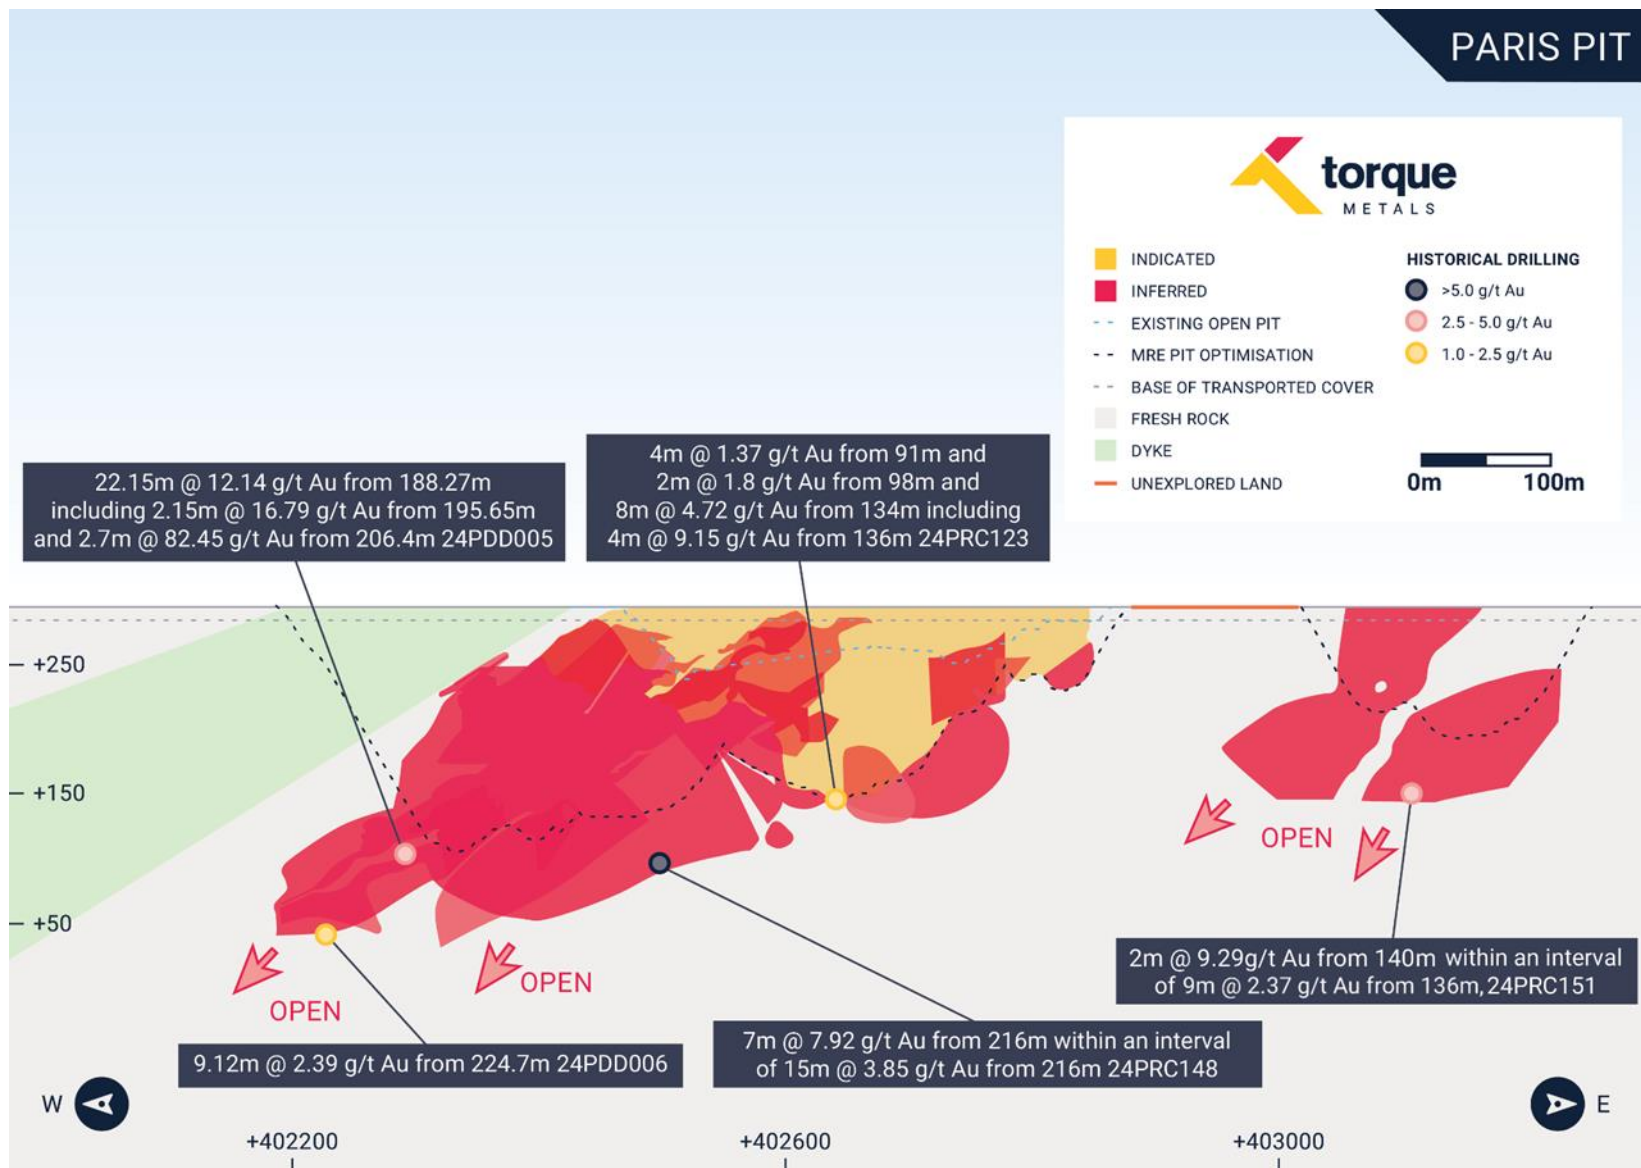 PARIS PIT
torque
METALS
INDICATED
INFERRED
EXISTING OPEN PIT
MRE PIT OPTIMISATION
BASE OF TRANSPORTED COVER
FRESH ROCK
DYKE
UNEXPLORED LAND
HISTORICAL DRILLING
>5.0 g/t Au
2.5 - 5.0 g/t Au
1.0 - 2.5 g/t Au
0m 100m
22.15m @ 12.14 g/t Au from 188.27m
including 2.15m @ 16.79 g/t Au from 195.65m
and 2.7m @ 82.45 g/t Au from 206.4m 24PDD005
4m @ 1.37 g/t Au from 91m and
2m @ 1.8 g/t Au from 98m and
8m @ 4.72 g/t Au from 134m including
4m @ 9.15 g/t Au from 136m 24PRC123
+250
+150
+50
OPEN
OPEN
OPEN
2m @ 9.29g/t Au from 140m within an interval
of 9m @ 2.37 g/t Au from 136m, 24PRC151
7m @ 7.92 g/t Au from 216m within an interval
of 15m @ 3.85 g/t Au from 216m 24PRC148
9.12m @ 2.39 g/t Au from 224.7m 24PDD006
W
E
+402200
+402600
+403000